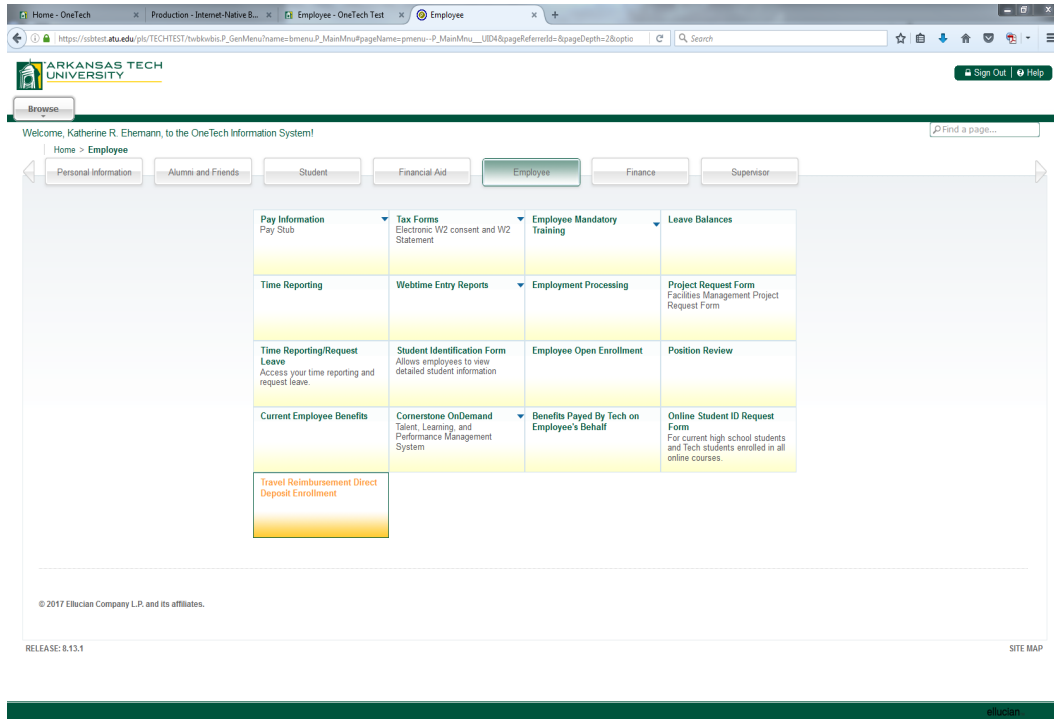 Home - OneTech
Production - Internet-Native B...
Employee - OneTech Test
Employee
https://ssbtest.atu.edu/pls/TECHTEST/twbkwbis.P_GenMenu?name=bmenu.P_MainMnu#pageName=pmenu--P_MainMnu___UID4&pageReferrerId=&pageDepth=2&optio
Search
ARKANSAS TECH
UNIVERSITY
Sign Out | Help
Browse
Welcome, Katherine R. Ehemann, to the OneTech Information System!
Find a page...
Home > Employee
Personal Information
Alumni and Friends
Student
Financial Aid
Employee
Finance
Supervisor
Pay Information
Pay Stub
Tax Forms
Electronic W2 consent and W2
Statement
Employee Mandatory
Training
Leave Balances
Time Reporting
Webtime Entry Reports
Employment Processing
Project Request Form
Facilities Management Project
Request Form
Time Reporting/Request
Leave
Access your time reporting and
request leave.
Student Identification Form
Allows employees to view
detailed student information
Employee Open Enrollment
Position Review
Current Employee Benefits
Cornerstone OnDemand
Talent, Learning, and
Performance Management
System
Benefits Payed By Tech on
Employee's Behalf
Online Student ID Request
Form
For current high school students
and Tech students enrolled in all
online courses.
Travel Reimbursement Direct
Deposit Enrollment
© 2017 Ellucian Company L.P. and its affiliates.
RELEASE: 8.13.1
SITE MAP
ellucian